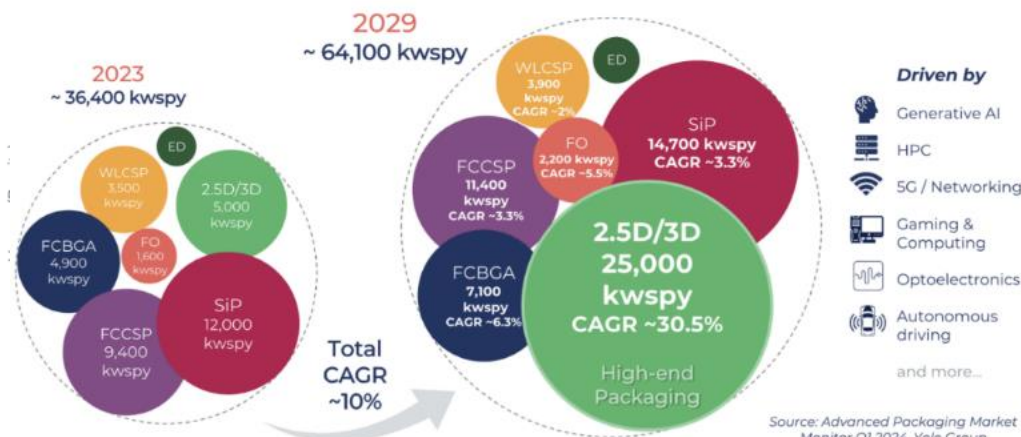 2023
~ 36,400 kwspy
ED
WLCSP
3,500
kwspy
2.5D/3D
5,000
kwspy
FCBGA
4,900
kwspy
FO
1,600
kwspy
SiP
12,000
kwspy
FCCSP
9,400
kwspy
Total
CAGR
~10%
2029
~ 64,100 kwspy
WLCSP
3,900
kwspy
CAGR ~2%
ED
SiP
14,700 kwspy
CAGR ~3.3%
FO
2,200 kwspy
CAGR ~5.5%
FCCSP
11,400
kwspy
CAGR ~3.3%
FCBGA
7,100
kwspy
CAGR ~6.3%
2.5D/3D
25,000
kwspy
CAGR ~30.5%
High-end
Packaging
Driven by
Generative AI
HPC
5G / Networking
Gaming &
Computing
Optoelectronics
Autonomous
driving
and more...
Source: Advanced Packaging Market
Monitor Q1 2024, Yole Group